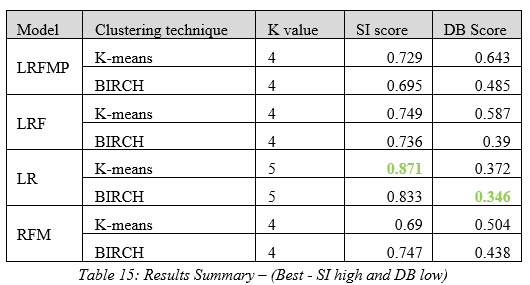 Model Clustering technique K value SI score DB Score
LRFMP K-means 4 0.729 0.643
BIRCH 4 0.695 0.485
LRF K-means 4 0.749 0.587
BIRCH 4 0.736 0.39
LR K-means 5 0.871 0.372
BIRCH 5 0.833 0.346
RFM K-means 4 0.69 0.504
BIRCH 4 0.747 0.438
Table 15: Results Summary – (Best - SI high and DB low)